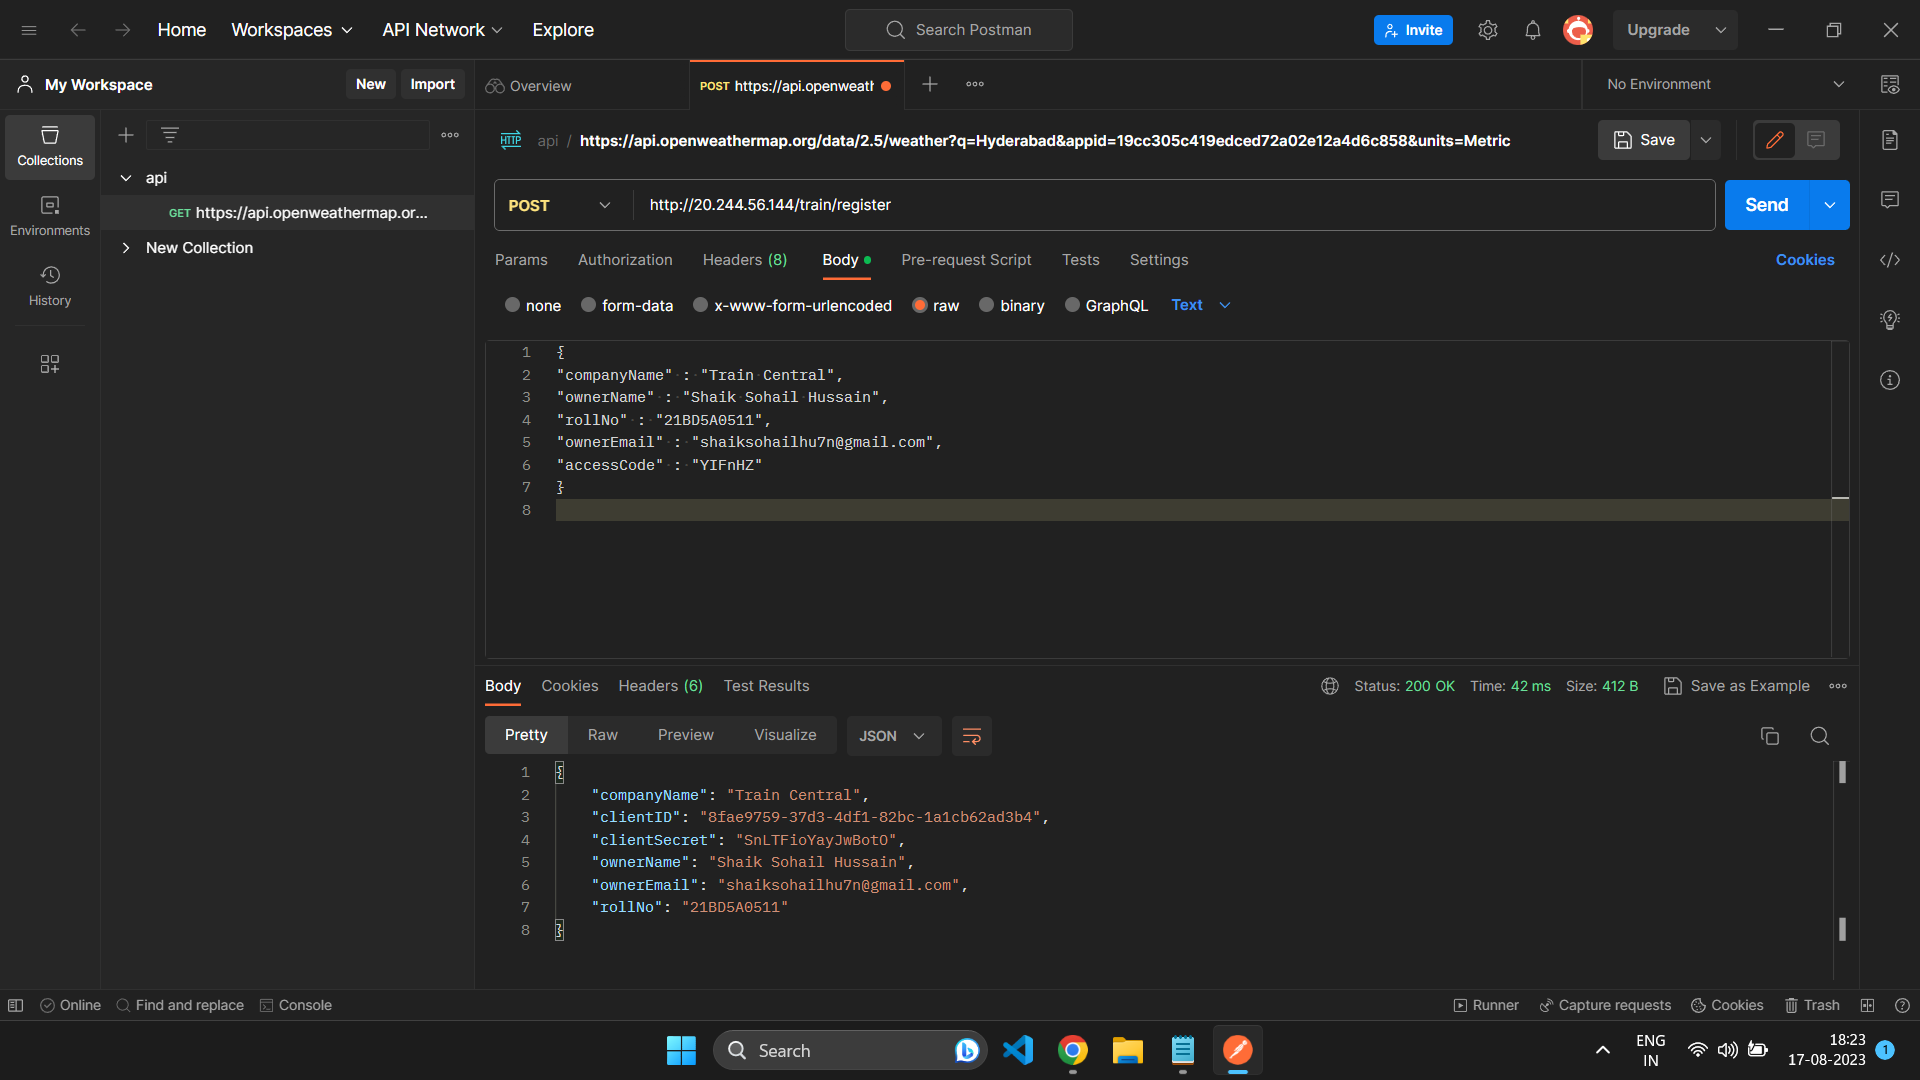 Home Workspaces API Network Explore Search Postman Invite Upgrade
My Workspace New Import Overview POST https://api.openweath No Environment
Collections
Environments
History
api
GET https://api.openweathermap.or...
New Collection
HTTP api / https://api.openweathermap.org/data/2.5/weather?q=Hyderabad&appid=19cc305c419edced72a02e12a4d6c858&units=Metric Save
POST http://20.244.56.144/train/register Send
Params Authorization Headers (8) Body Pre-request Script Tests Settings Cookies
none form-data x-www-form-urlencoded raw binary GraphQL Text
1 {
2 "companyName" : "Train Central",
3 "ownerName" : "Shaik Sohail Hussain",
4 "rollNo" : "21BD5A0511",
5 "ownerEmail" : "shaiksohailhu7n@gmail.com",
6 "accessCode" : "YIFnHZ"
7 }
8
Body Cookies Headers (6) Test Results Status: 200 OK Time: 42 ms Size: 412 B Save as Example
Pretty Raw Preview Visualize JSON
1 {
2 "companyName": "Train Central",
3 "clientID": "8fae9759-37d3-4df1-82bc-1a1cb62ad3b4",
4 "clientSecret": "SnLTFioYayJwBotO",
5 "ownerName": "Shaik Sohail Hussain",
6 "ownerEmail": "shaiksohailhu7n@gmail.com",
7 "rollNo": "21BD5A0511"
8 }
Online Find and replace Console Runner Capture requests Cookies Trash
Search ENG IN 18:23 17-08-2023 1